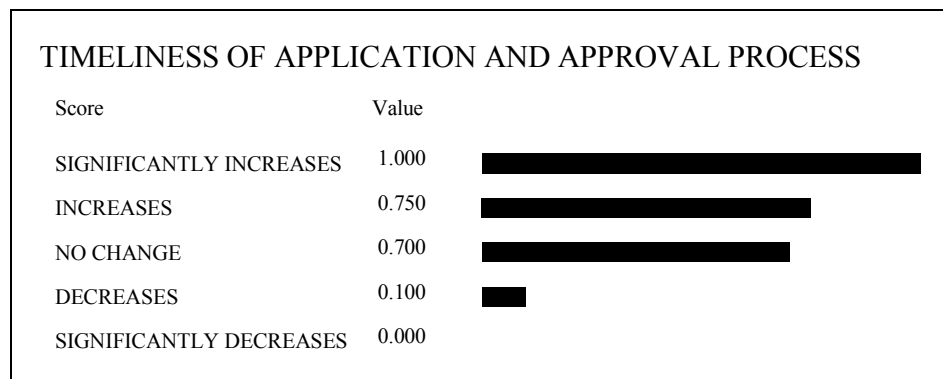 TIMELINESS OF APPLICATION AND APPROVAL PROCESS
Score Value
SIGNIFICANTLY INCREASES 1.000
INCREASES 0.750
NO CHANGE 0.700
DECREASES 0.100
SIGNIFICANTLY DECREASES 0.000